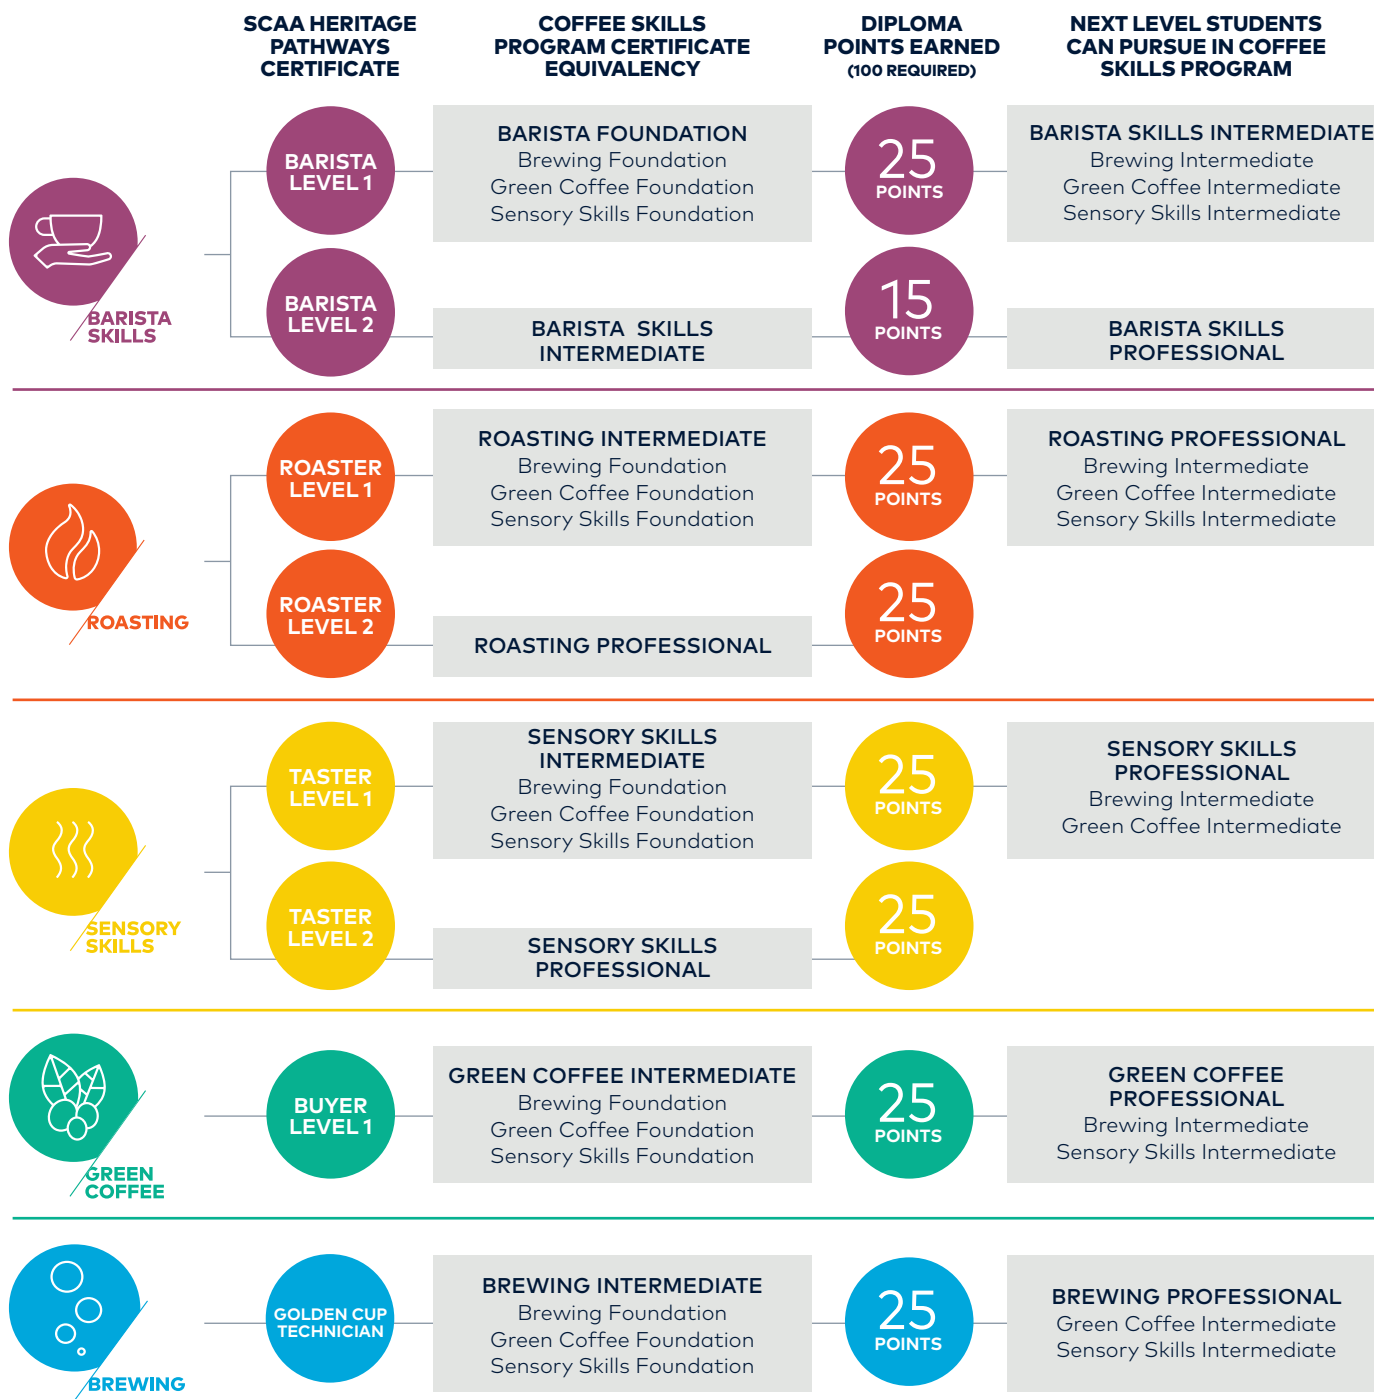 SCAA HERITAGE
PATHWAYS
CERTIFICATE
COFFEE SKILLS
PROGRAM CERTIFICATE
EQUIVALENCY
DIPLOMA
POINTS EARNED
(100 REQUIRED)
NEXT LEVEL STUDENTS
CAN PURSUE IN COFFEE
SKILLS PROGRAM
BARISTA
SKILLS
BARISTA
LEVEL 1
BARISTA FOUNDATION
Brewing Foundation
Green Coffee Foundation
Sensory Skills Foundation
25
POINTS
BARISTA SKILLS INTERMEDIATE
Brewing Intermediate
Green Coffee Intermediate
Sensory Skills Intermediate
BARISTA
LEVEL 2
BARISTA SKILLS
INTERMEDIATE
15
POINTS
BARISTA SKILLS
PROFESSIONAL
ROASTING
ROASTER
LEVEL 1
ROASTING INTERMEDIATE
Brewing Foundation
Green Coffee Foundation
Sensory Skills Foundation
25
POINTS
ROASTING PROFESSIONAL
Brewing Intermediate
Green Coffee Intermediate
Sensory Skills Intermediate
ROASTER
LEVEL 2
ROASTING PROFESSIONAL
25
POINTS
SENSORY
SKILLS
TASTER
LEVEL 1
SENSORY SKILLS
INTERMEDIATE
Brewing Foundation
Green Coffee Foundation
Sensory Skills Foundation
25
POINTS
SENSORY SKILLS
PROFESSIONAL
Brewing Intermediate
Green Coffee Intermediate
TASTER
LEVEL 2
SENSORY SKILLS
PROFESSIONAL
25
POINTS
GREEN
COFFEE
BUYER
LEVEL 1
GREEN COFFEE INTERMEDIATE
Brewing Foundation
Green Coffee Foundation
Sensory Skills Foundation
25
POINTS
GREEN COFFEE
PROFESSIONAL
Brewing Intermediate
Sensory Skills Intermediate
BREWING
GOLDEN CUP
TECHNICIAN
BREWING INTERMEDIATE
Brewing Foundation
Green Coffee Foundation
Sensory Skills Foundation
25
POINTS
BREWING PROFESSIONAL
Green Coffee Intermediate
Sensory Skills Intermediate